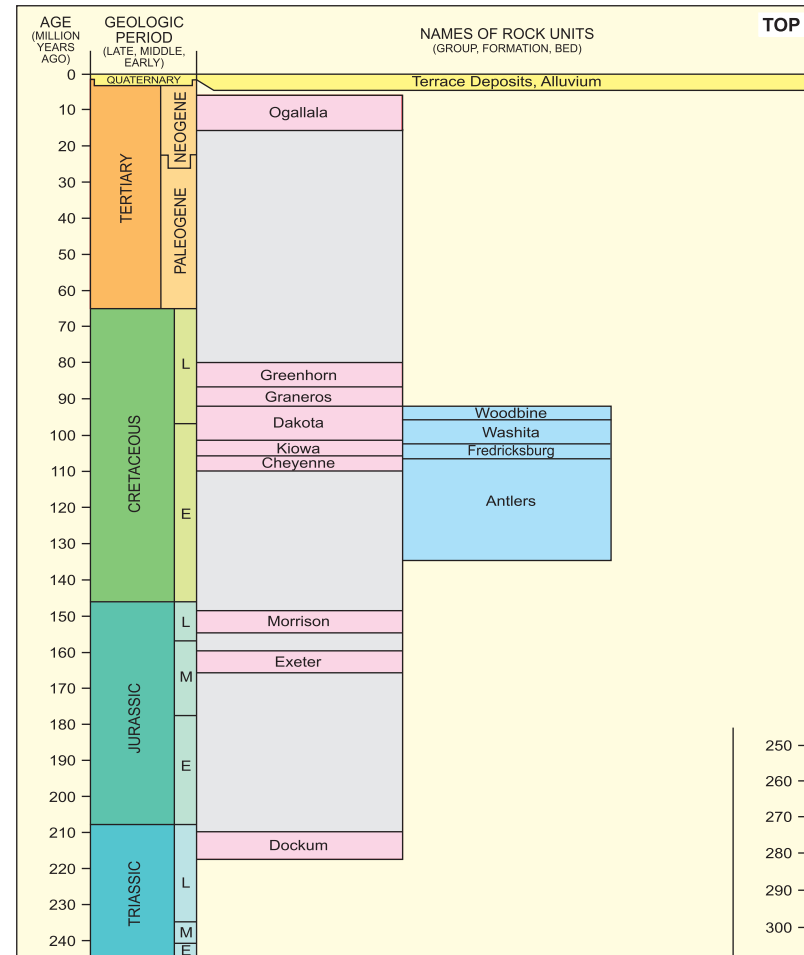 AGE
(MILLION
YEARS
AGO)
GEOLOGIC
PERIOD
(LATE, MIDDLE,
EARLY)
NAMES OF ROCK UNITS
(GROUP, FORMATION, BED)
TOP
0
10
20
30
40
50
60
70
80
90
100
110
120
130
140
150
160
170
180
190
200
210
220
230
240
QUATERNARY
TERTIARY
NEOGENE
PALEOGENE
CRETACEOUS
L
E
JURASSIC
L
M
E
TRIASSIC
L
M
E
Terrace Deposits, Alluvium
Ogallala
Greenhorn
Graneros
Dakota
Kiowa
Cheyenne
Morrison
Exeter
Dockum
Woodbine
Washita
Fredricksburg
Antlers
250
260
270
280
290
300